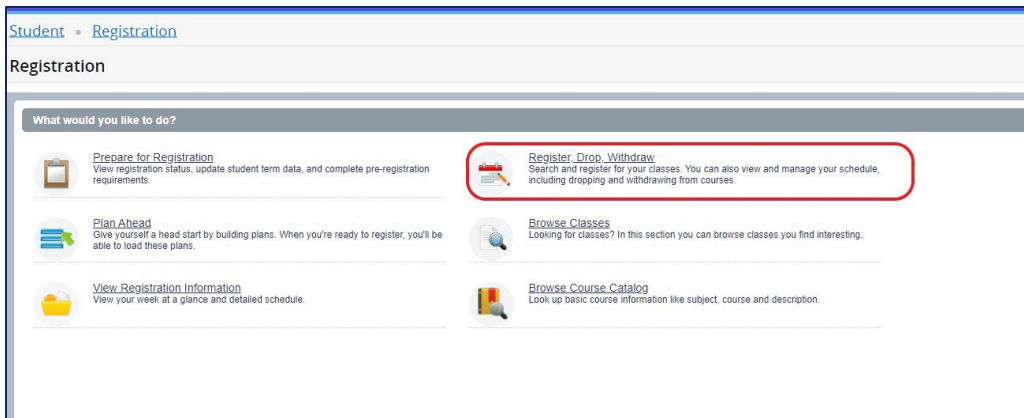 Student • Registration
Registration
What would you like to do?
Prepare for Registration
View registration status, update student term data, and complete pre-registration
requirements.
Register, Drop, Withdraw
Search and register for your classes. You can also view and manage your schedule,
including dropping and withdrawing from courses.
Plan Ahead
Give yourself a head start by building plans. When you're ready to register, you'll be
able to load these plans.
Browse Classes
Looking for classes? In this section you can browse classes you find interesting.
View Registration Information
View your week at a glance and detailed schedule.
Browse Course Catalog
Look up basic course information like subject, course and description.